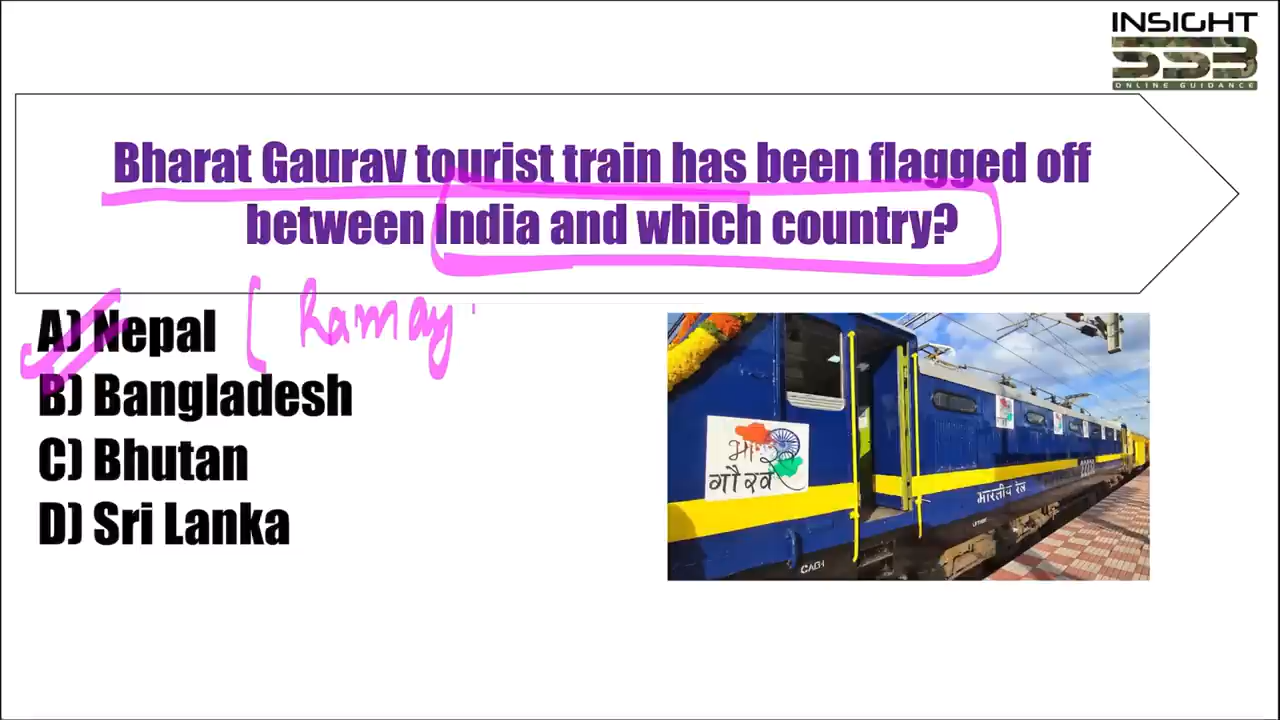 INSIGHT
SSB
ONLINE GUIDANCE
Bharat Gaurav tourist train has been flagged off
between India and which country?
A) Nepal [ Ramay
B) Bangladesh
C) Bhutan
D) Sri Lanka
भारत
गौरव
भारतीय रेल